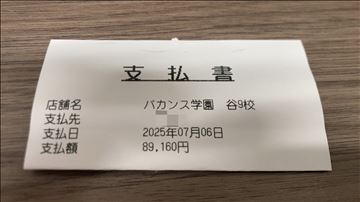 支払書
店舗名 バカンス学園 谷9校
支払先
支払日 2025年07月06日
支払額 89,160円